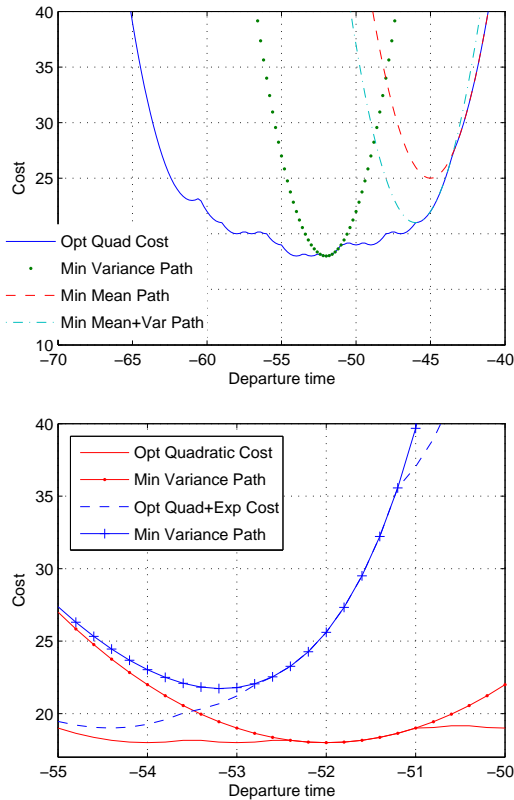 40
35
30
25
10
Cost
Opt Quad Cost
Min Variance Path
Min Mean Path
Min Mean+Var Path
−70 −65 −60 −55 −50 −45 −40
Departure time
40
35
30
25
20
Cost
Opt Quadratic Cost
Min Variance Path
Opt Quad+Exp Cost
Min Variance Path
−55 −54 −53 −52 −51 −50
Departure time